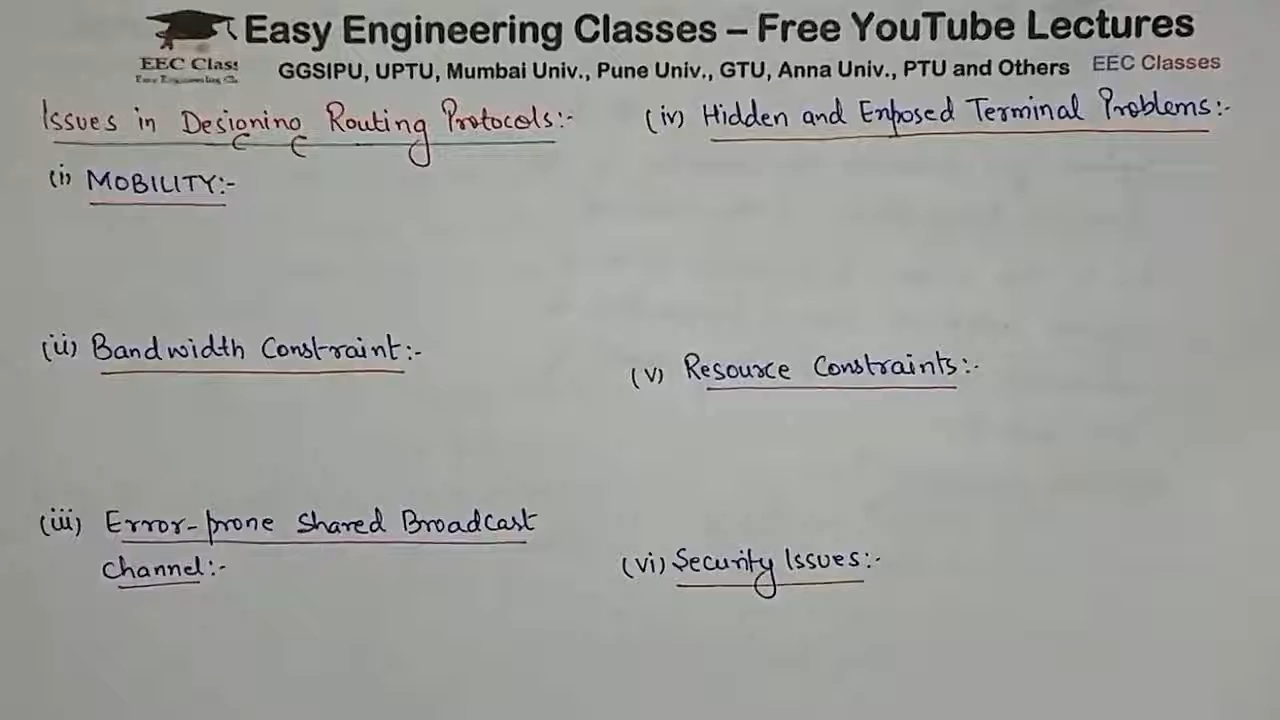 Easy Engineering Classes – Free YouTube Lectures
EEC Class
GGSIPU, UPTU, Mumbai Univ., Pune Univ., GTU, Anna Univ., PTU and Others
EEC Classes
Issues in Designing Routing Protocols:-
(i) MOBILITY:-
(ii) Bandwidth Constraint:-
(iii) Error-prone Shared Broadcast
Channel:-
(iv) Hidden and Exposed Terminal Problems:-
(v) Resource Constraints:-
(vi) Security Issues:-